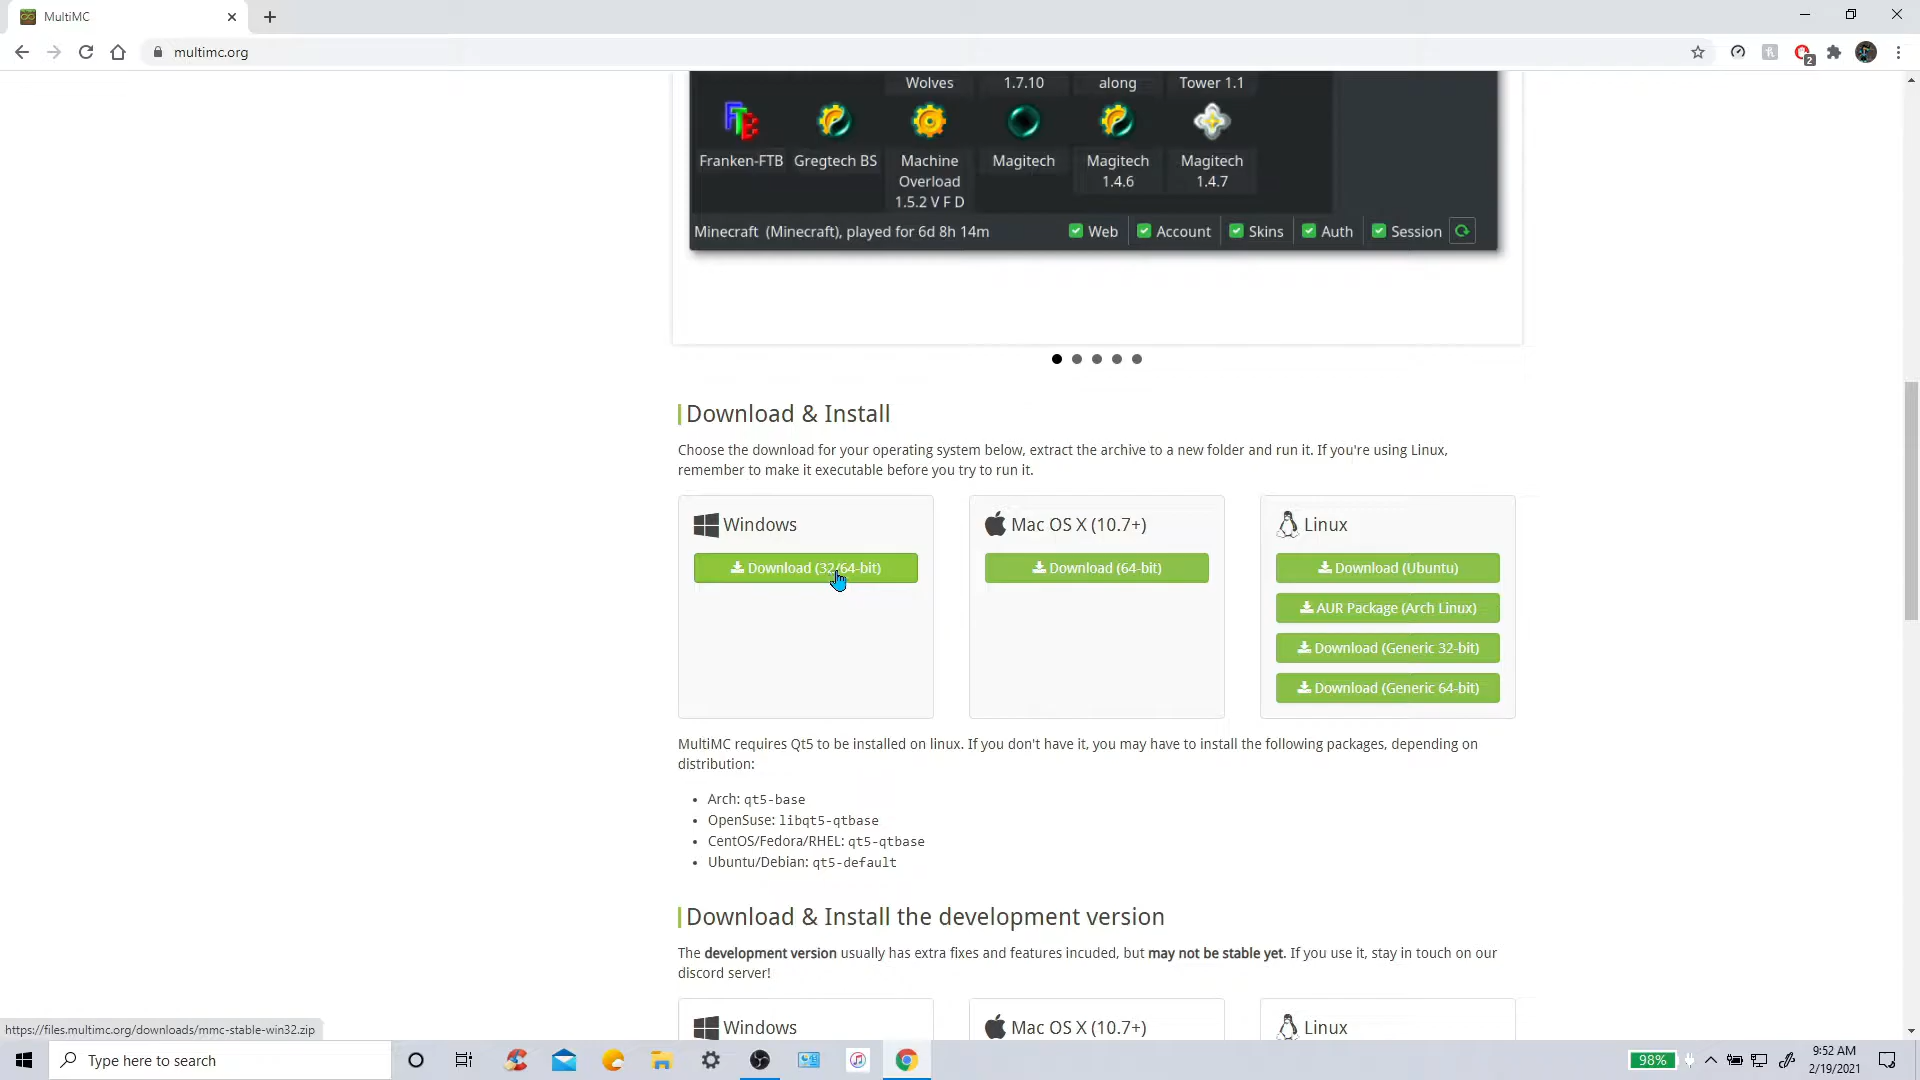 MultiMC
multimc.org
2
Wolves 1.7.10 along Tower 1.1
Franken-FTB Gregtech BS Machine Overload 1.5.2 V F D Magitech Magitech 1.4.6 Magitech 1.4.7
Minecraft (Minecraft), played for 6d 8h 14m Web Account Skins Auth Session
Download & Install
Choose the download for your operating system below, extract the archive to a new folder and run it. If you're using Linux,
remember to make it executable before you try to run it.
Windows
Download (32/64-bit)
Mac OS X (10.7+)
Download (64-bit)
Linux
Download (Ubuntu)
AUR Package (Arch Linux)
Download (Generic 32-bit)
Download (Generic 64-bit)
MultiMC requires Qt5 to be installed on linux. If you don't have it, you may have to install the following packages, depending on
distribution:
Arch: qt5-base
OpenSuse: libqt5-qtbase
CentOS/Fedora/RHEL: qt5-qtbase
Ubuntu/Debian: qt5-default
Download & Install the development version
The development version usually has extra fixes and features incuded, but may not be stable yet. If you use it, stay in touch on our
discord server!
Windows
Mac OS X (10.7+)
Linux
https://files.multimc.org/downloads/mmc-stable-win32.zip
Type here to search
98%
9:52 AM
2/19/2021